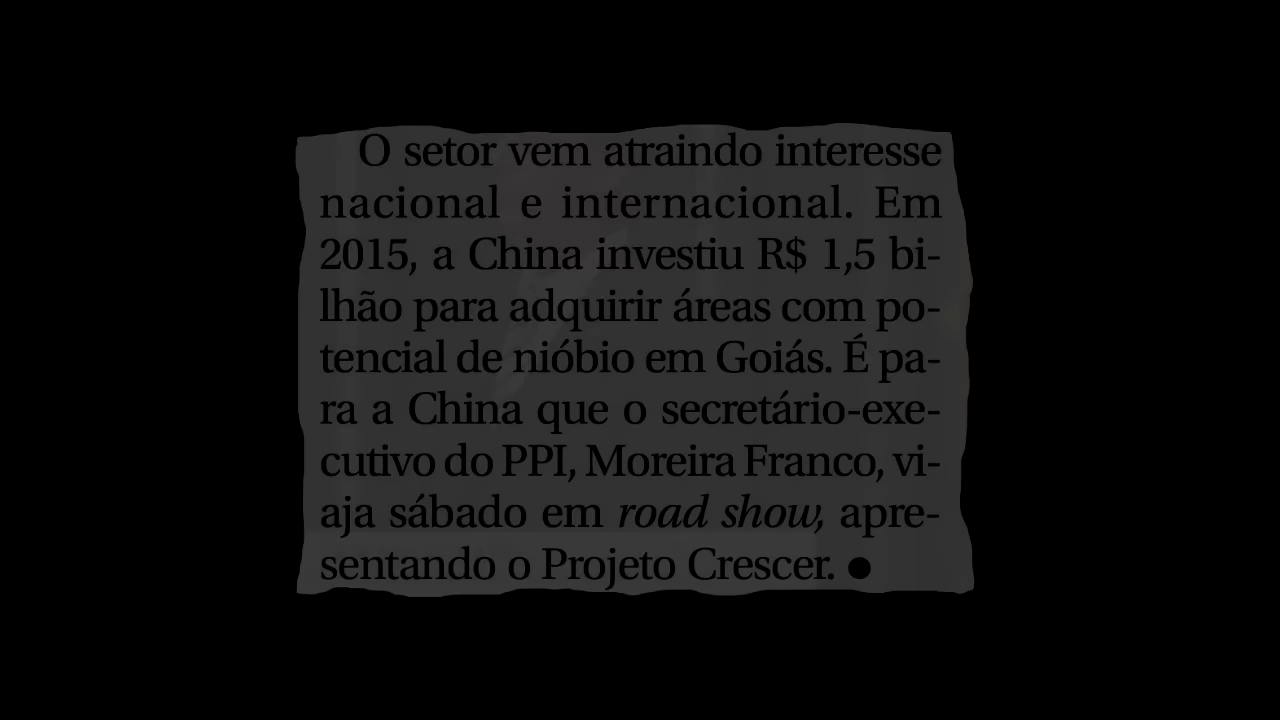 O setor vem atraindo interesse
nacional e internacional. Em
2015, a China investiu R$ 1,5 bi-
lhão para adquirir áreas com po-
tencial de nióbio em Goiás. É pa-
ra a China que o secretário-exe-
cutivo do PPI, Moreira Franco, vi-
aja sábado em road show, apre-
sentando o Projeto Crescer. ●